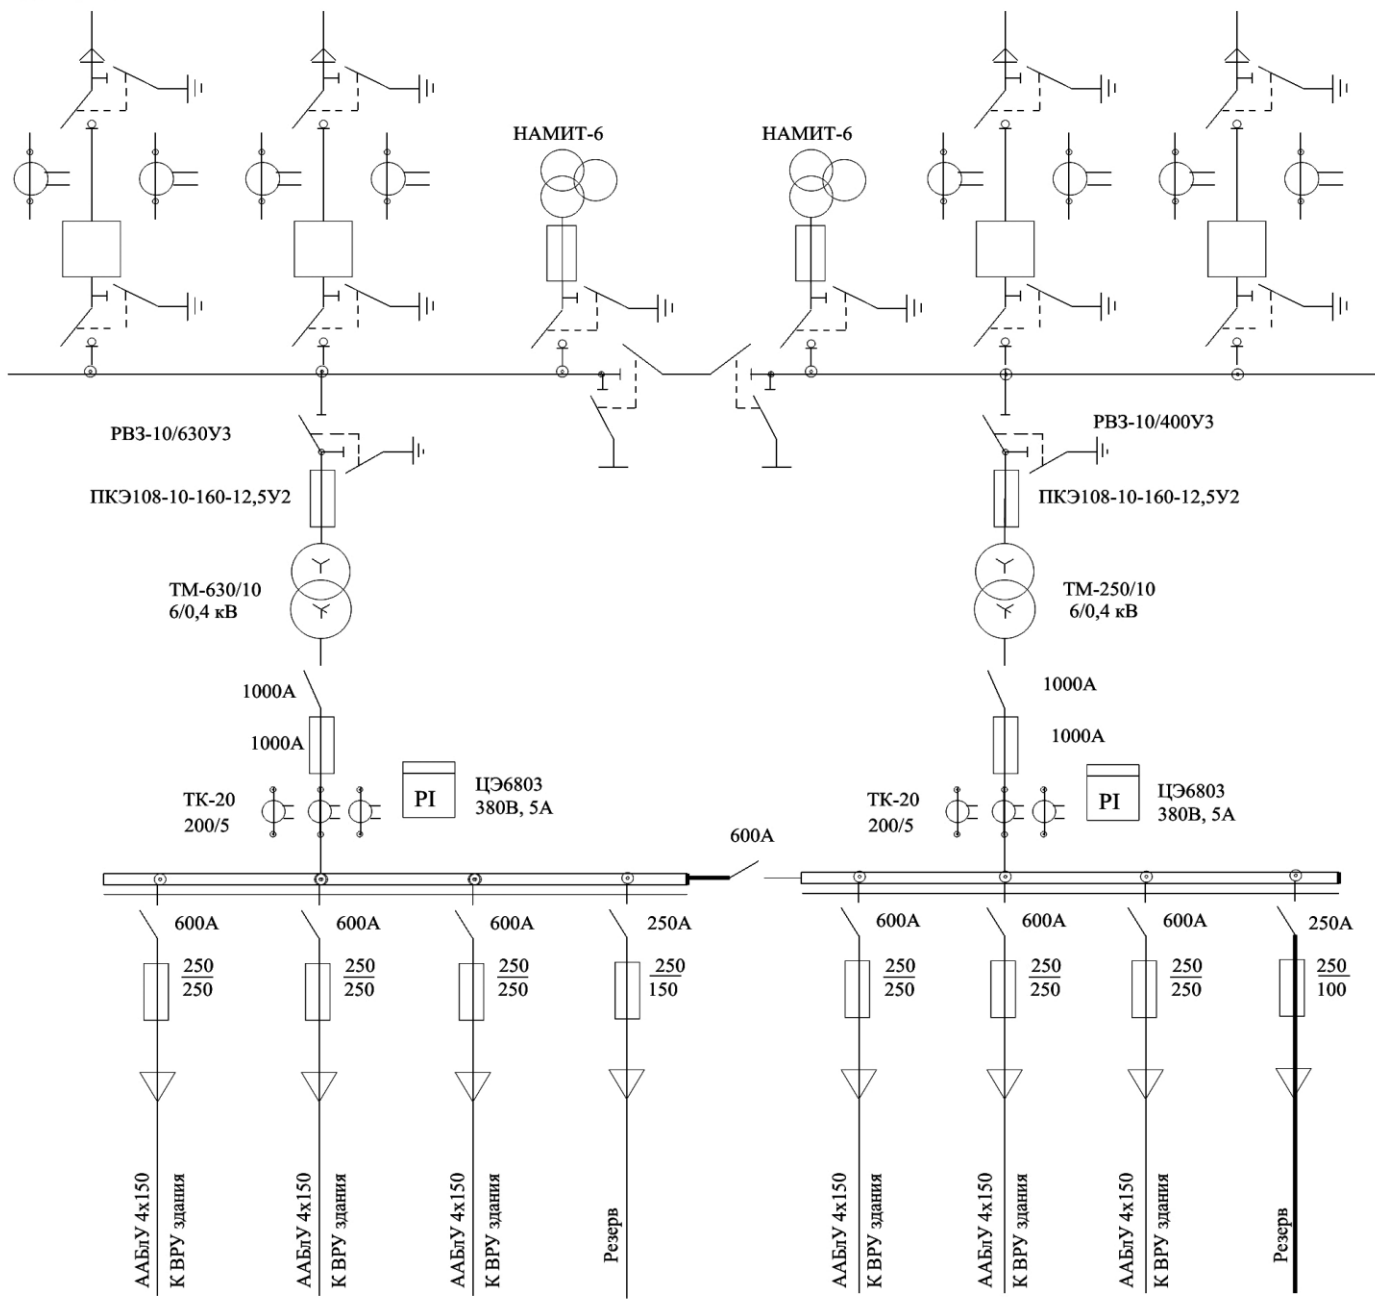 НАМИТ-6
НАМИТ-6
РВЗ-10/630У3
РВЗ-10/400У3
ПКЭ108-10-160-12,5У2
ПКЭ108-10-160-12,5У2
ТМ-630/10
6/0,4 кВ
ТМ-250/10
6/0,4 кВ
1000А
1000А
1000А
1000А
ТК-20
200/5
PI
ЦЭ6803
380В, 5А
ТК-20
200/5
PI
ЦЭ6803
380В, 5А
600А
600А
600А
600А
250А
600А
600А
600А
250А
250
250
250
250
250
250
250
150
250
250
250
250
250
250
250
100
ААБлУ 4х150
К ВРУ здания
ААБлУ 4х150
К ВРУ здания
ААБлУ 4х150
К ВРУ здания
Резерв
ААБлУ 4х150
К ВРУ здания
ААБлУ 4х150
К ВРУ здания
ААБлУ 4х150
К ВРУ здания
Резерв